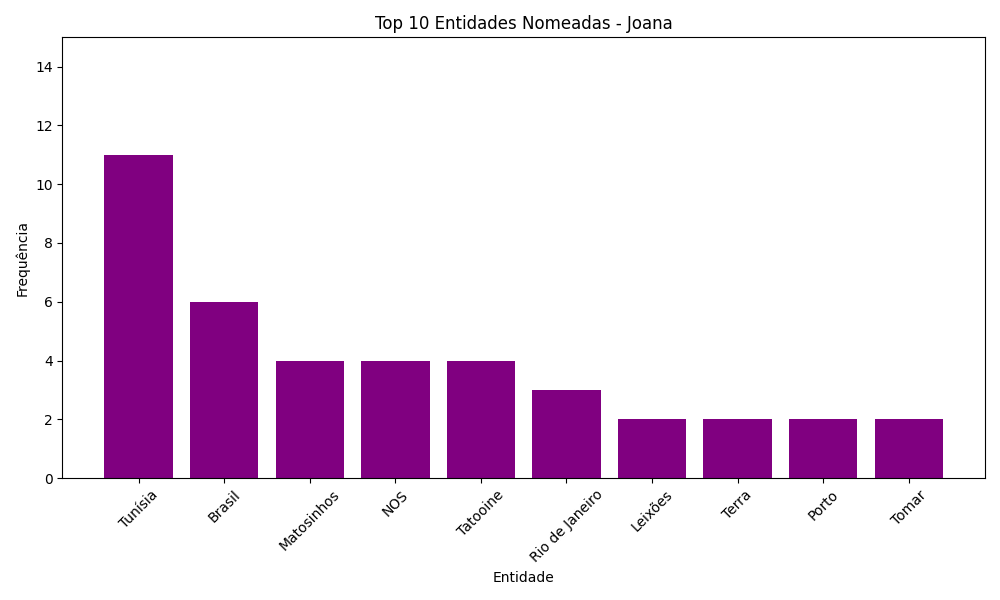 Top 10 Entidades Nomeadas - Joana
Frequência
14
12
10
8
6
4
2
0
Tunísia
Brasil
Matosinhos
NOS
Tatooine
Rio de Janeiro
Leixões
Terra
Porto
Tomar
Entidade